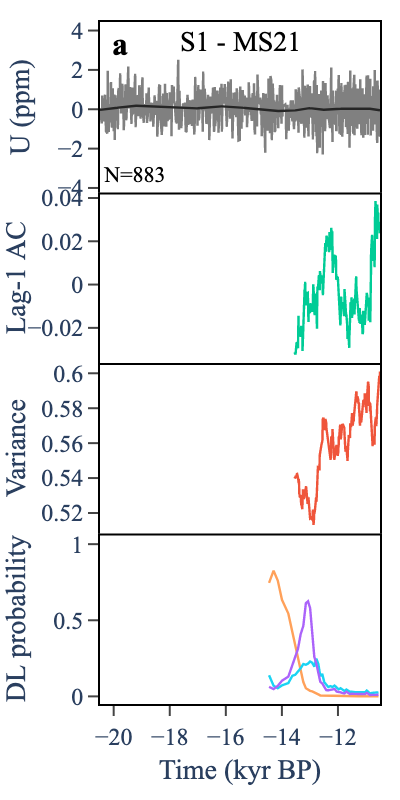 a S1 - MS21
U (ppm)
4
2
0
−2
−4
N=883
Lag-1 AC
0.04
0.02
0
−0.02
Variance
0.6
0.58
0.56
0.54
0.52
DL probability
1
0.5
0
−20 −18 −16 −14 −12
Time (kyr BP)